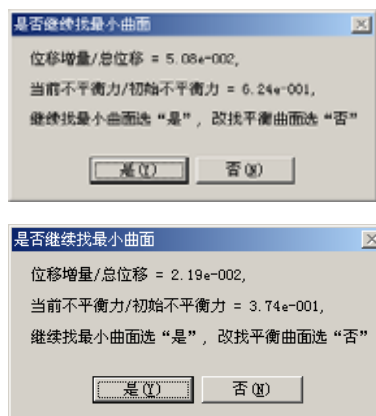 是否继续找最小曲面
位移增量/总位移 = 5.08e-002,
当前不平衡力/初始不平衡力 = 6.24e-001,
继续找最小曲面选“是”, 改找平衡曲面选“否”
是(Y) 否(N)
是否继续找最小曲面
位移增量/总位移 = 2.19e-002,
当前不平衡力/初始不平衡力 = 3.74e-001,
继续找最小曲面选“是”, 改找平衡曲面选“否”
是(Y) 否(N)